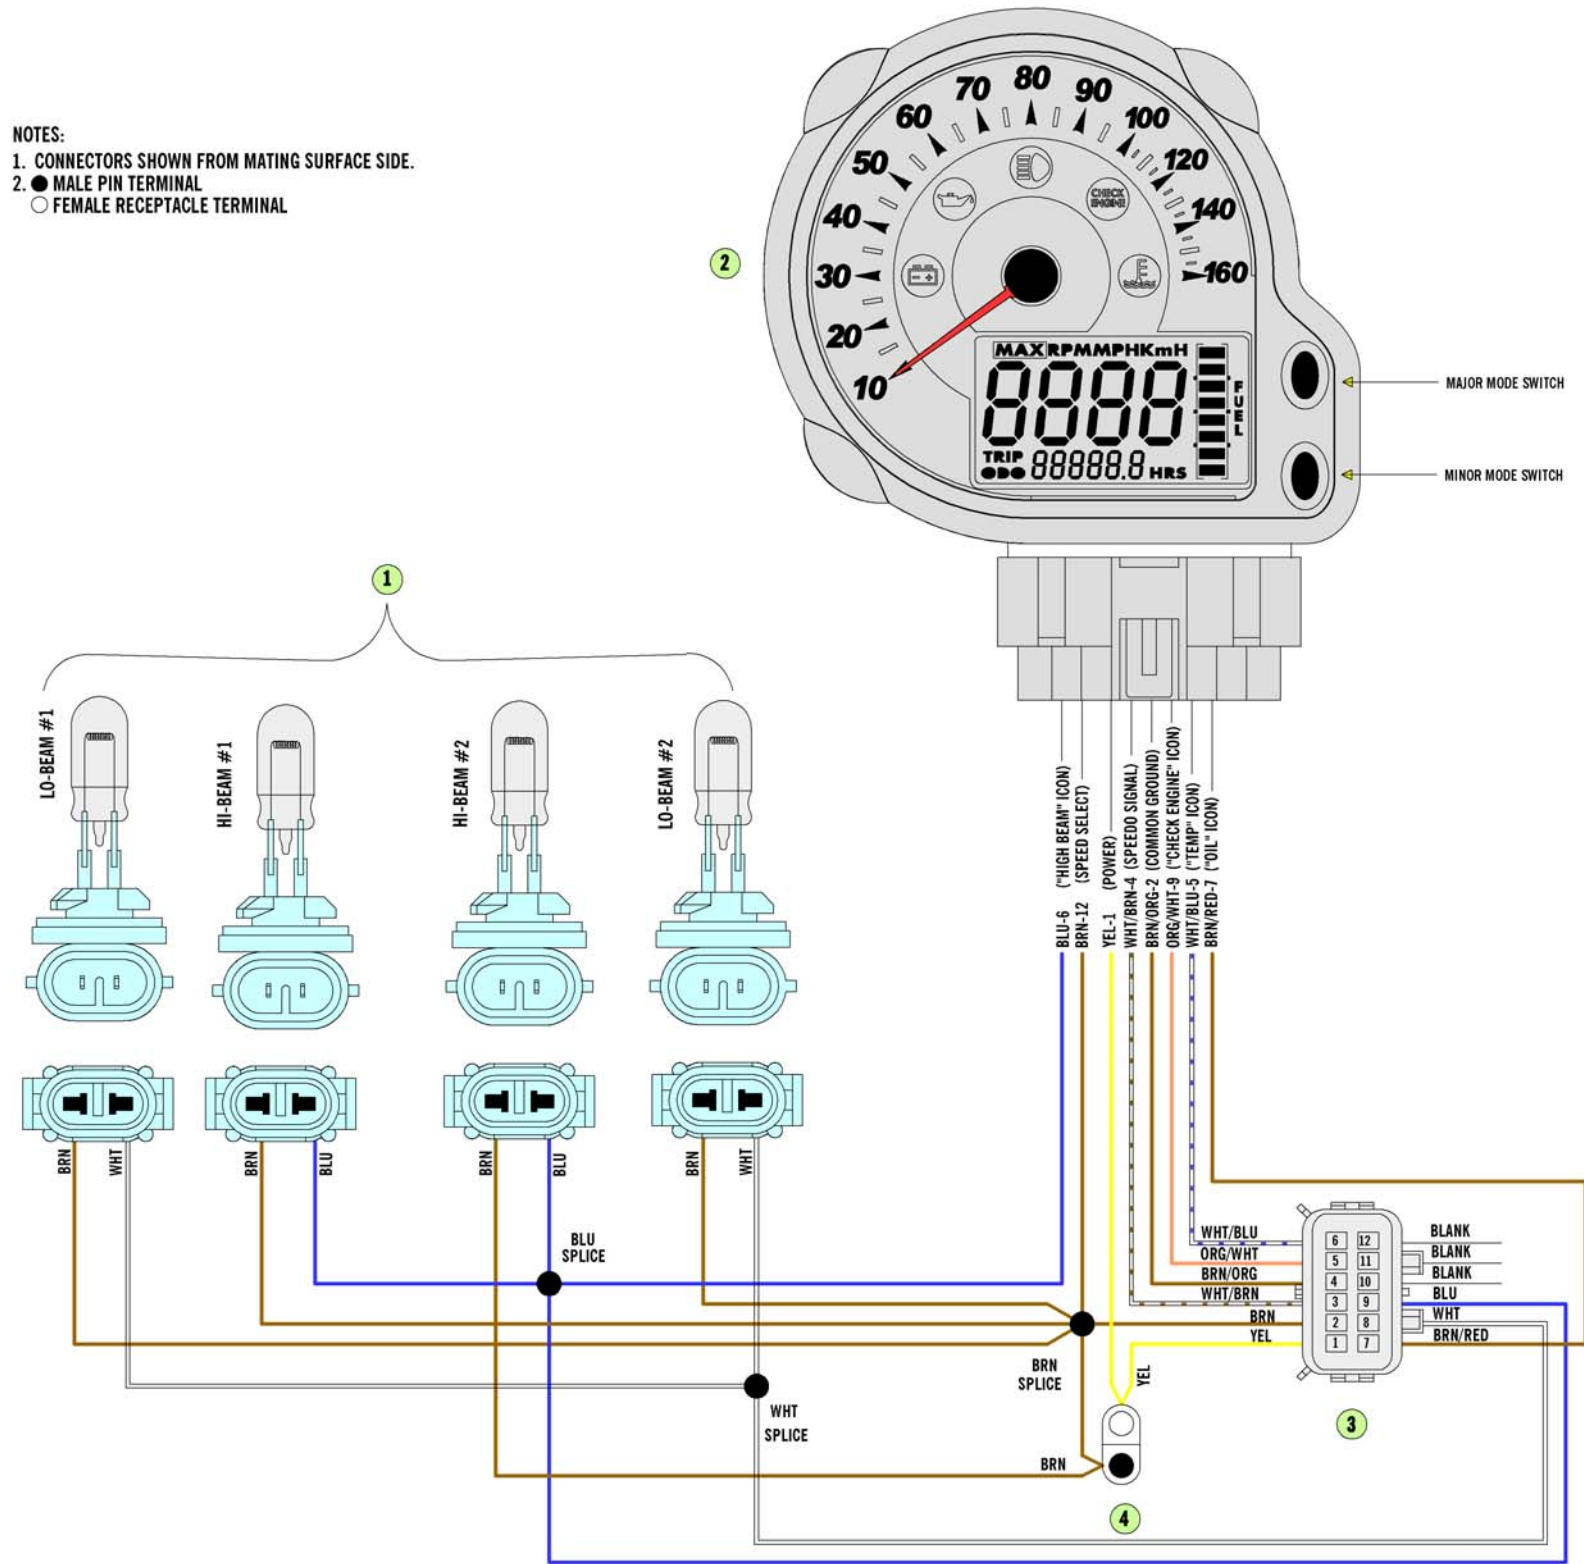 NOTES:
1. CONNECTORS SHOWN FROM MATING SURFACE SIDE.
2. ● MALE PIN TERMINAL
○ FEMALE RECEPTACLE TERMINAL
2
10
20
30
40
50
60
70
80
90
100
120
140
160
CHECK
ENGINE
- +
MAX RPM MPH KmH
8888
FUEL
TRIP
ODO 88888.8 HRS
MAJOR MODE SWITCH
MINOR MODE SWITCH
1
LO-BEAM #1
HI-BEAM #1
HI-BEAM #2
LO-BEAM #2
BLU-6 ("HIGH BEAM" ICON)
BRN-12 (SPEED SELECT)
YEL-1 (POWER)
WHT/BRN-4 (SPEEDO SIGNAL)
BRN/ORG-2 (COMMON GROUND)
ORG/WHT-9 ("CHECK ENGINE" ICON)
WHT/BLU-5 ("TEMP" ICON)
BRN/RED-7 ("OIL" ICON)
BRN
WHT
BRN
BLU
BRN
BLU
BRN
WHT
BLU
SPLICE
WHT
SPLICE
BRN
SPLICE
BRN
YEL
WHT/BLU
ORG/WHT
BRN/ORG
WHT/BRN
BRN
YEL
6 12
5 11
4 10
3 9
2 8
1 7
BLANK
BLANK
BLANK
BLU
WHT
BRN/RED
3
4